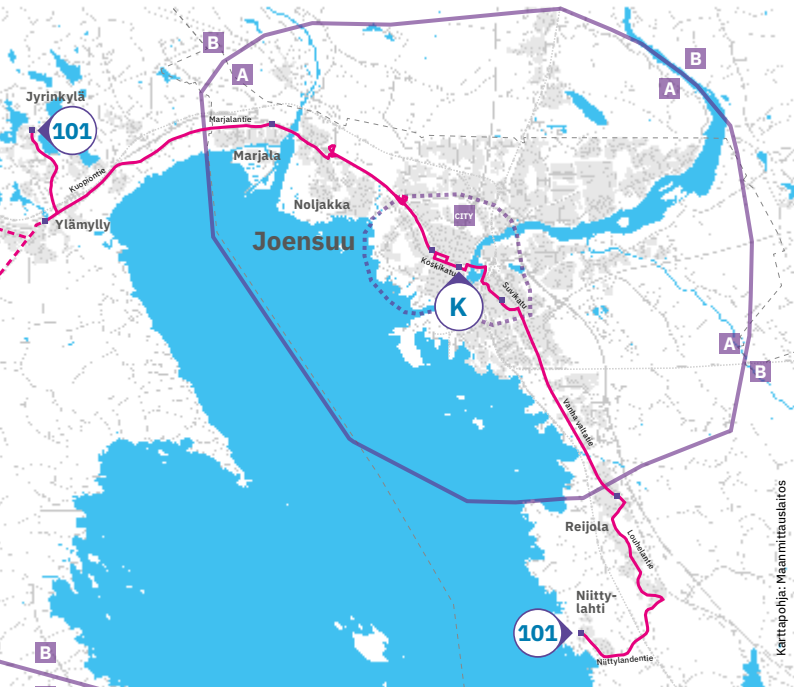 B
A
B
A
Jyrinkylä
101
Marjalantie
Marjala
Kuopiontie
Ylämylly
Noljakka
CITY
Joensuu
Koskikatu
Suvikatu
K
A
B
Vanha valtatie
Reijola
Louhelantie
Niitty-
lahti
101
Niittylahdentie
B
Karttapohja: Maanmittauslaitos